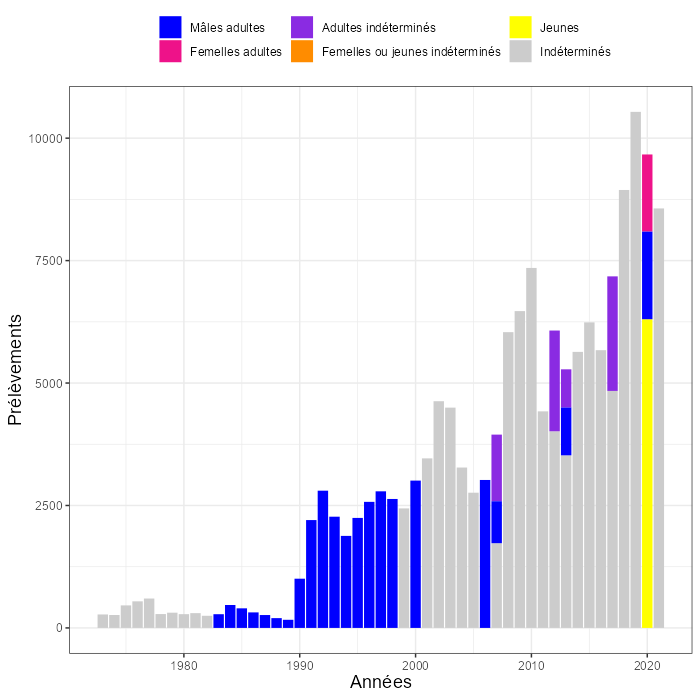 Mâles adultes Adultes indéterminés Jeunes
Femelles adultes Femelles ou jeunes indéterminés Indéterminés
10000
7500
5000
2500
0
Prélèvements
1980 1990 2000 2010 2020
Années